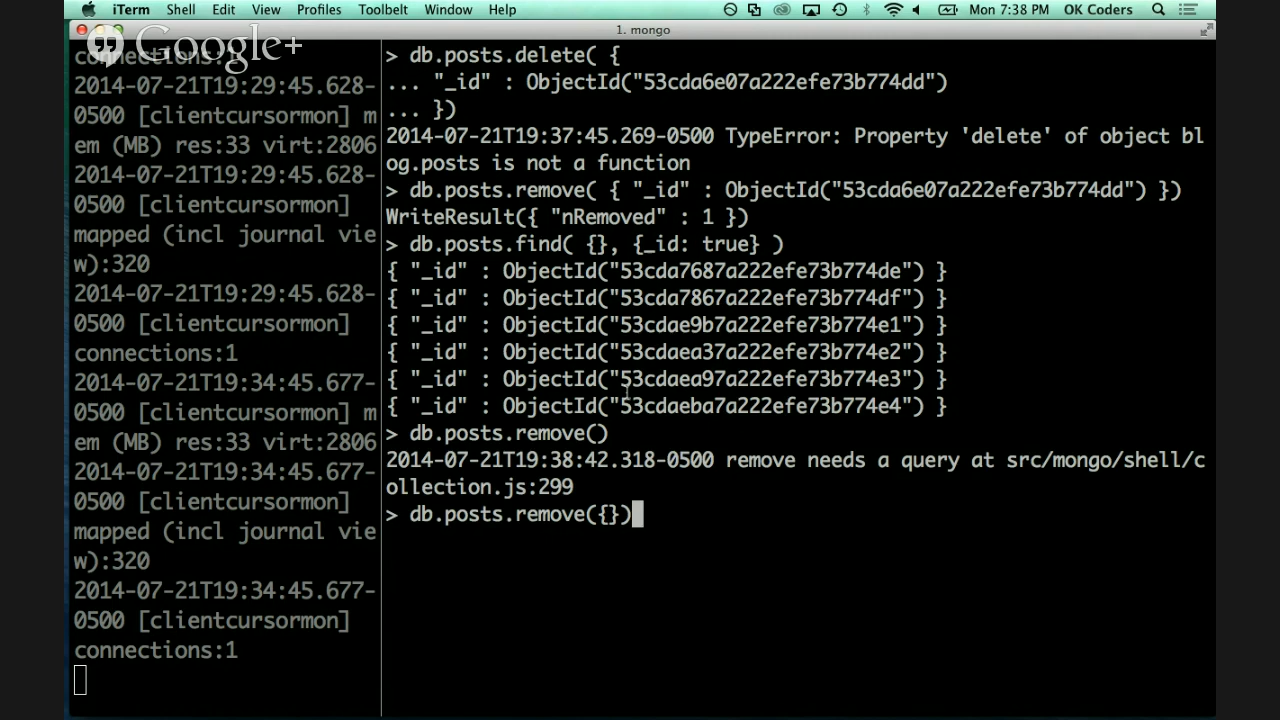 iTerm Shell Edit View Profiles Toolbelt Window Help Mon 7:38 PM OK Coders
1. mongo
Google+
connections:1
2014-07-21T19:29:45.628-
0500 [clientcursormon] m
em (MB) res:33 virt:2806
2014-07-21T19:29:45.628-
0500 [clientcursormon]
mapped (incl journal vie
w):320
2014-07-21T19:29:45.628-
0500 [clientcursormon]
connections:1
2014-07-21T19:34:45.677-
0500 [clientcursormon] m
em (MB) res:33 virt:2806
2014-07-21T19:34:45.677-
0500 [clientcursormon]
mapped (incl journal vie
w):320
2014-07-21T19:34:45.677-
0500 [clientcursormon]
connections:1
> db.posts.delete( {
... "_id" : ObjectId("53cda6e07a222efe73b774dd")
... })
2014-07-21T19:37:45.269-0500 TypeError: Property 'delete' of object bl
og.posts is not a function
> db.posts.remove( { "_id" : ObjectId("53cda6e07a222efe73b774dd") })
WriteResult({ "nRemoved" : 1 })
> db.posts.find( {}, {_id: true} )
{ "_id" : ObjectId("53cda7687a222efe73b774de") }
{ "_id" : ObjectId("53cda7867a222efe73b774df") }
{ "_id" : ObjectId("53cdae9b7a222efe73b774e1") }
{ "_id" : ObjectId("53cdaea37a222efe73b774e2") }
{ "_id" : ObjectId("53cdaea97a222efe73b774e3") }
{ "_id" : ObjectId("53cdaeba7a222efe73b774e4") }
> db.posts.remove()
2014-07-21T19:38:42.318-0500 remove needs a query at src/mongo/shell/c
ollection.js:299
> db.posts.remove({})